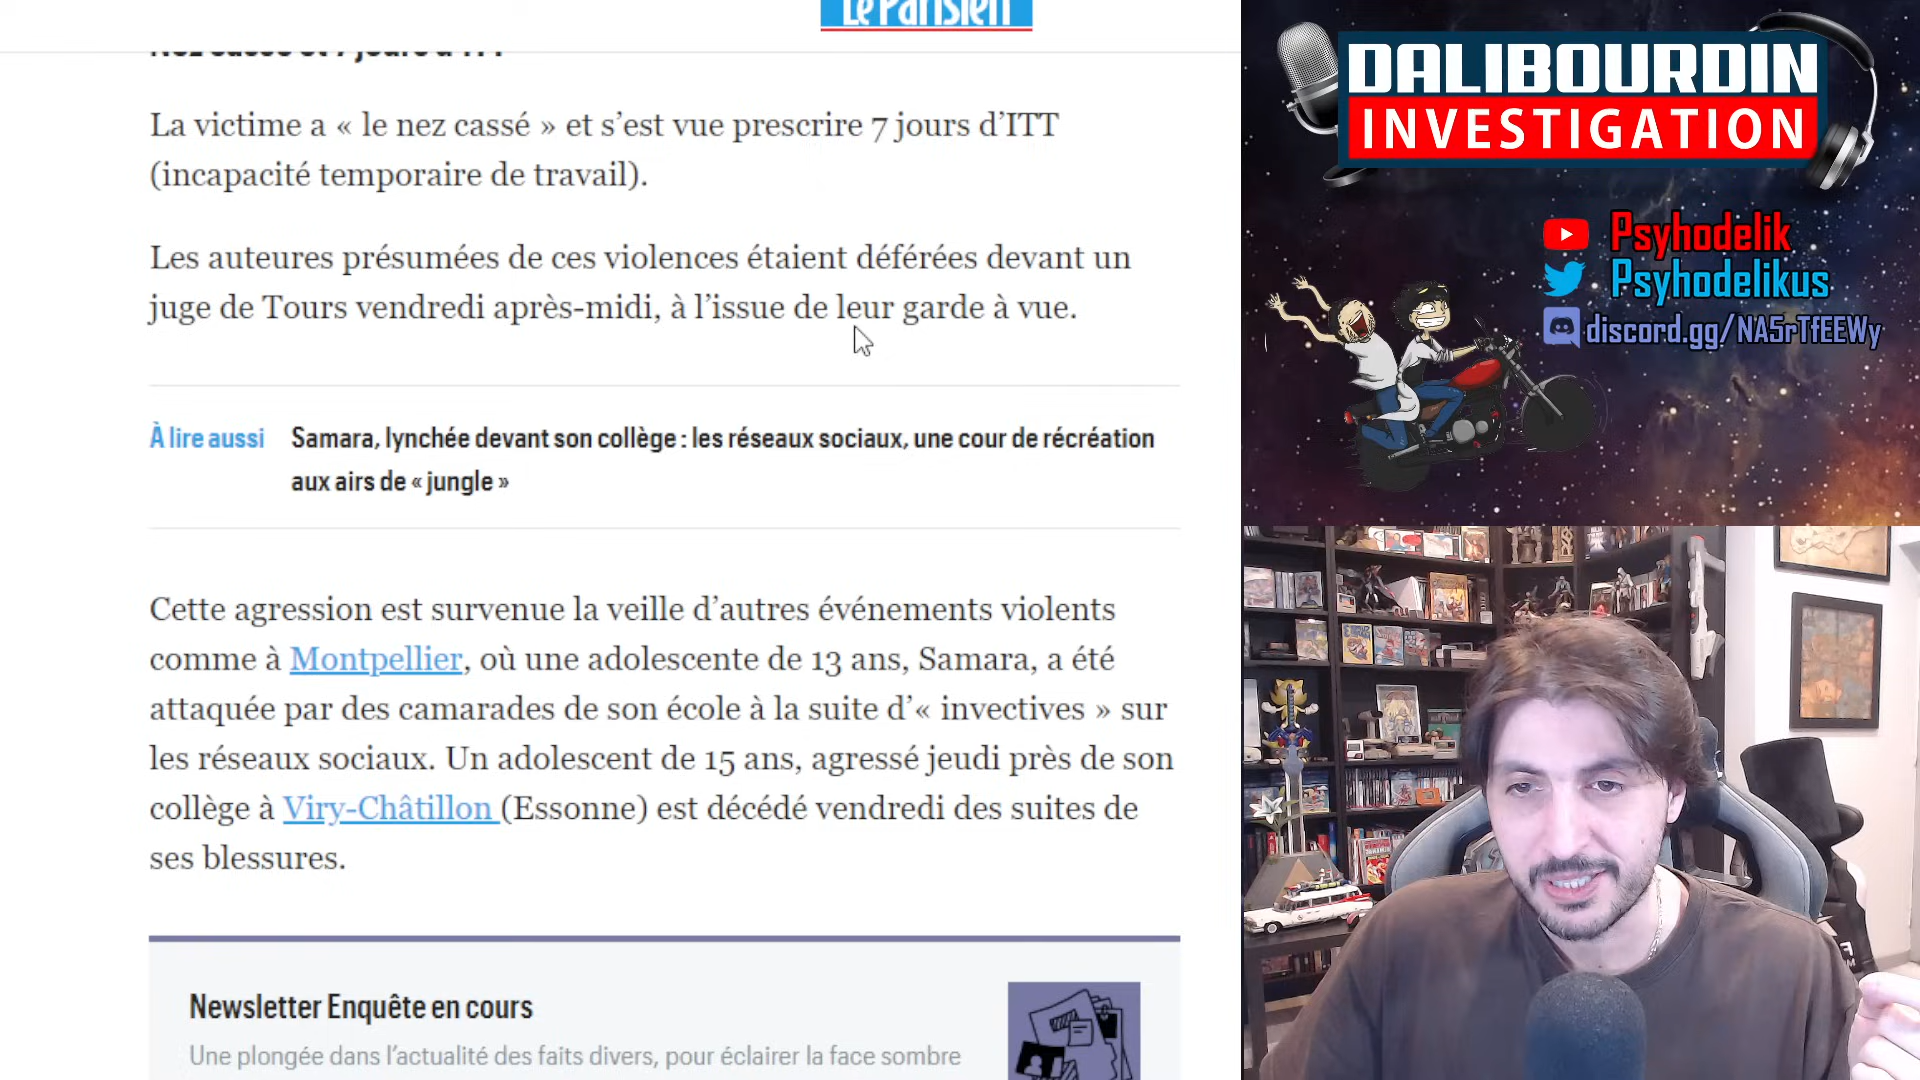 Le Parisien
Nez cassé et 7 jours d'ITT
La victime a « le nez cassé » et s’est vue prescrire 7 jours d’ITT
(incapacité temporaire de travail).
Les auteures présumées de ces violences étaient déférées devant un
juge de Tours vendredi après-midi, à l’issue de leur garde à vue.
À lire aussi
Samara, lynchée devant son collège : les réseaux sociaux, une cour de récréation
aux airs de « jungle »
Cette agression est survenue la veille d’autres événements violents
comme à Montpellier, où une adolescente de 13 ans, Samara, a été
attaquée par des camarades de son école à la suite d’« invectives » sur
les réseaux sociaux. Un adolescent de 15 ans, agressé jeudi près de son
collège à Viry-Châtillon (Essonne) est décédé vendredi des suites de
ses blessures.
Newsletter Enquête en cours
Une plongée dans l’actualité des faits divers, pour éclairer la face sombre
DALIBOURDIN
INVESTIGATION
Psyhodelik
Psyhodelikus
discord.gg/NA5rTfEEWy